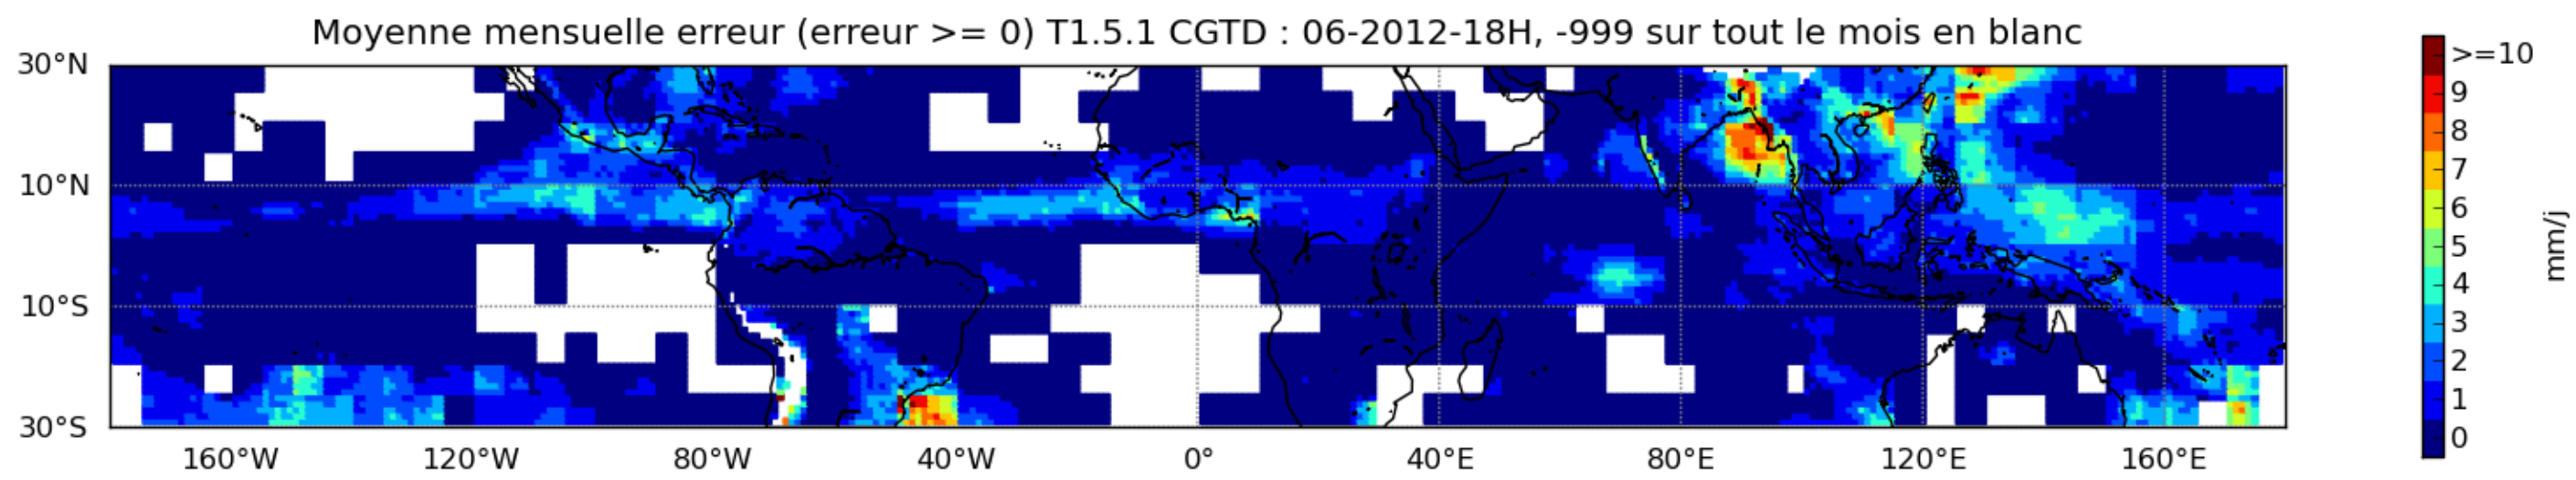 Moyenne mensuelle erreur (erreur >= 0) T1.5.1 CGTD : 06-2012-18H, -999 sur tout le mois en blanc
30°N
10°N
10°S
30°S
160°W 120°W 80°W 40°W 0° 40°E 80°E 120°E 160°E
>=10
9
8
7
6
5
4
3
2
1
0
mm/j